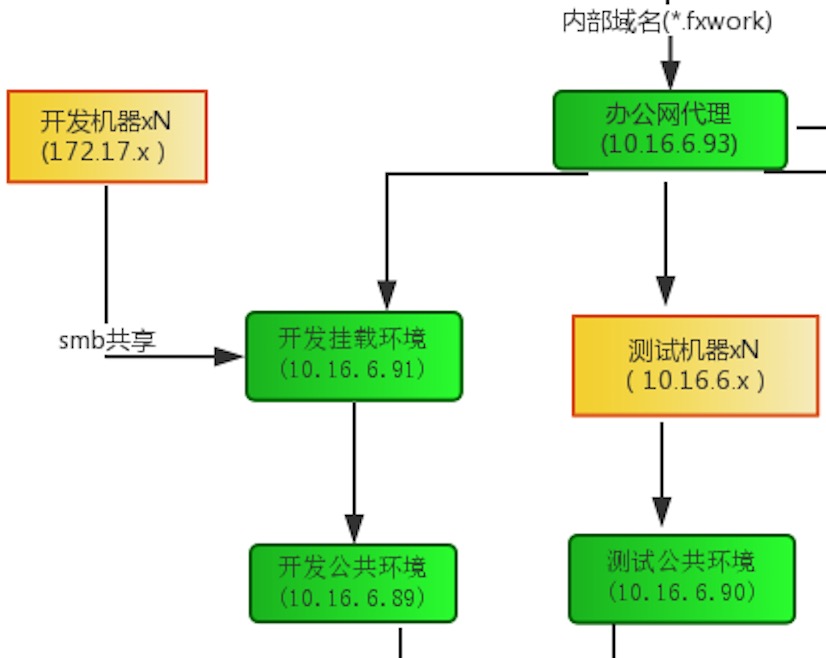 内部域名(*.fxwork)
开发机器xN
(172.17.x )
办公网代理
(10.16.6.93)
smb共享
开发挂载环境
(10.16.6.91)
测试机器xN
( 10.16.6.x )
开发公共环境
(10.16.6.89)
测试公共环境
(10.16.6.90)